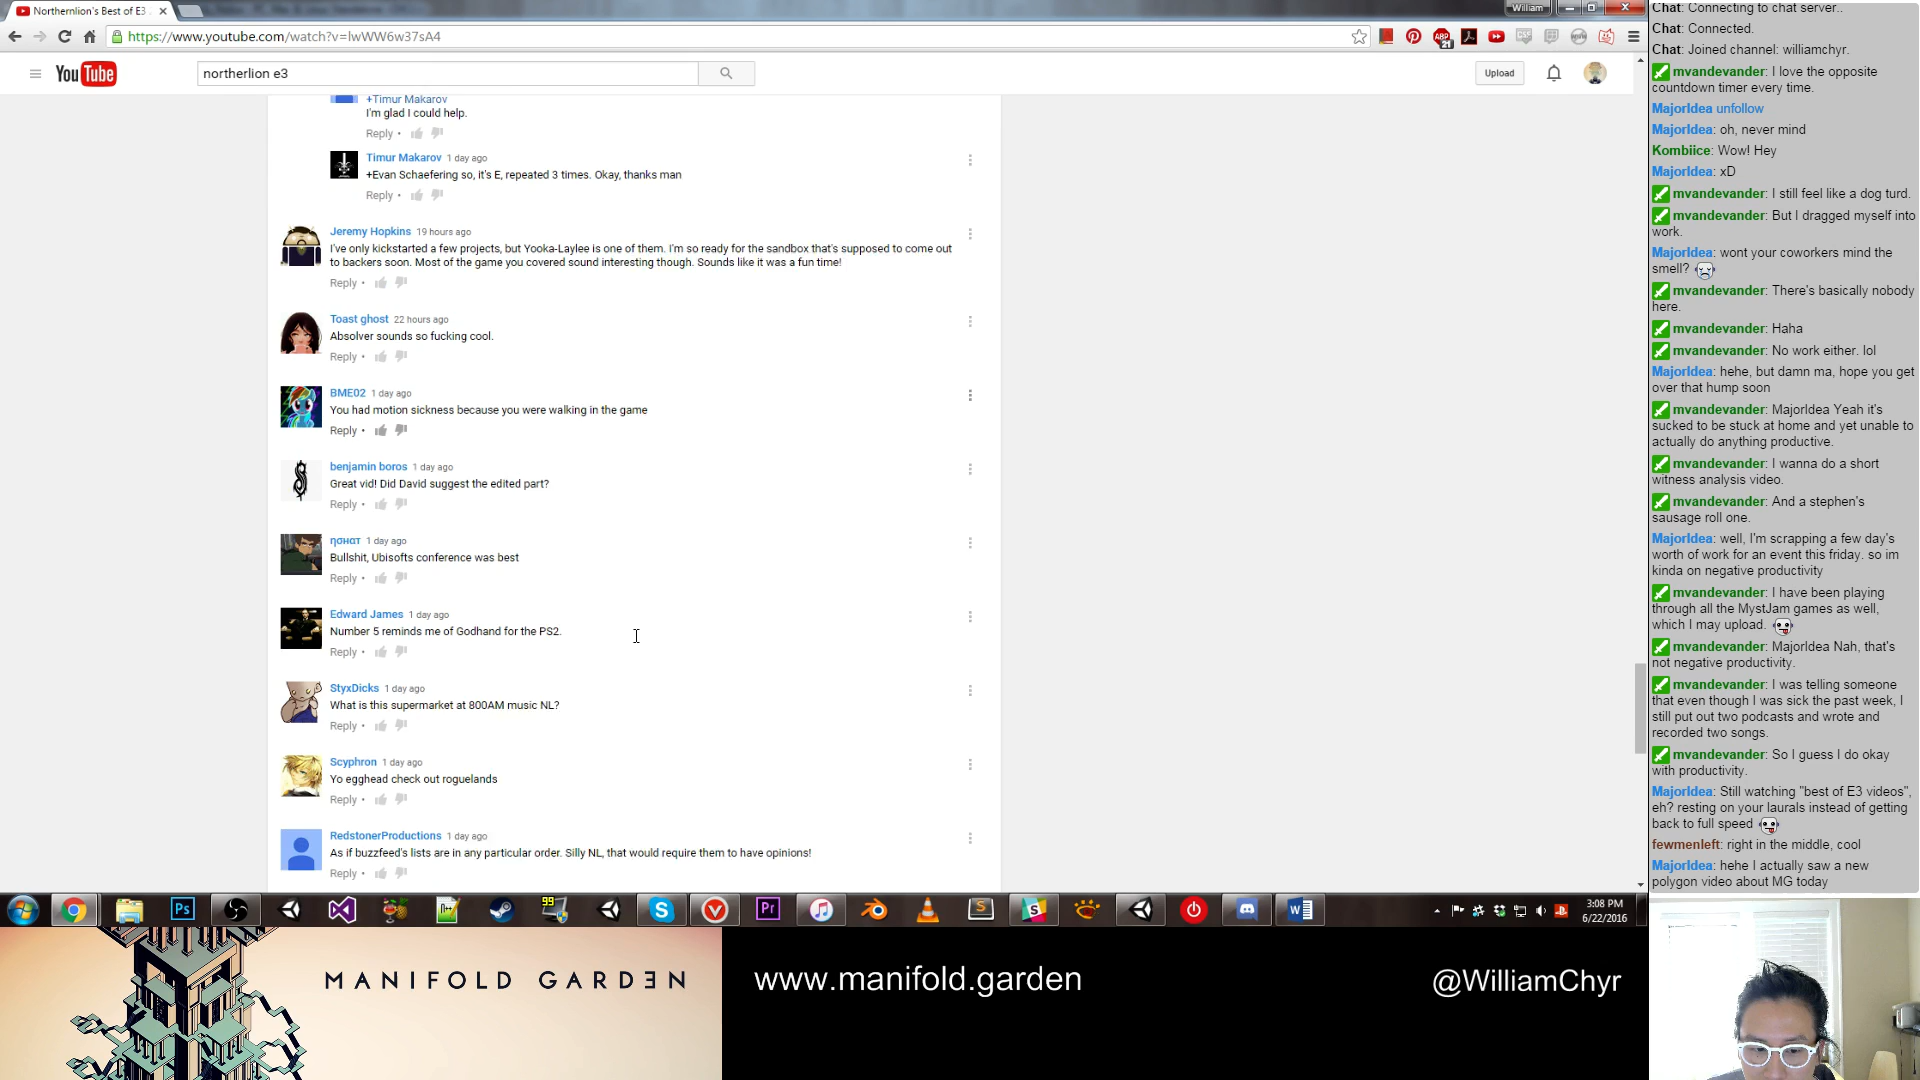 Northernlion's Best of E3
William
https://www.youtube.com/watch?v=lwWW6w37sA4
YouTube
northerlion e3
Upload
+Timur Makarov
I'm glad I could help.
Reply •
Timur Makarov 1 day ago
+Evan Schaefering so, it's E, repeated 3 times. Okay, thanks man
Reply •
Jeremy Hopkins 19 hours ago
I've only kickstarted a few projects, but Yooka-Laylee is one of them. I'm so ready for the sandbox that's supposed to come out
to backers soon. Most of the game you covered sound interesting though. Sounds like it was a fun time!
Reply •
Toast ghost 22 hours ago
Absolver sounds so fucking cool.
Reply •
BME02 1 day ago
You had motion sickness because you were walking in the game
Reply •
benjamin boros 1 day ago
Great vid! Did David suggest the edited part?
Reply •
ησнαт 1 day ago
Bullshit, Ubisofts conference was best
Reply •
Edward James 1 day ago
Number 5 reminds me of Godhand for the PS2.
Reply •
StyxDicks 1 day ago
What is this supermarket at 800AM music NL?
Reply •
Scyphron 1 day ago
Yo egghead check out roguelands
Reply •
RedstonerProductions 1 day ago
As if buzzfeed's lists are in any particular order. Silly NL, that would require them to have opinions!
Reply •
3:08 PM
6/22/2016
MANIFOLD GARDEN
www.manifold.garden
@WilliamChyr
Chat: Connecting to chat server..
Chat: Connected.
Chat: Joined channel: williamchyr.
mvandevander: I love the opposite
countdown timer every time.
MajorIdea unfollow
MajorIdea: oh, never mind
Kombiice: Wow! Hey
MajorIdea: xD
mvandevander: I still feel like a dog turd.
mvandevander: But I dragged myself into
work.
MajorIdea: wont your coworkers mind the
smell?
mvandevander: There's basically nobody
here.
mvandevander: Haha
mvandevander: No work either. lol
MajorIdea: hehe, but damn ma, hope you get
over that hump soon
mvandevander: MajorIdea Yeah it's
sucked to be stuck at home and yet unable to
actually do anything productive.
mvandevander: I wanna do a short
witness analysis video.
mvandevander: And a stephen's
sausage roll one.
MajorIdea: well, I'm scrapping a few day's
worth of work for an event this friday. so im
kinda on negative productivity
mvandevander: I have been playing
through all the MystJam games as well,
which I may upload.
mvandevander: MajorIdea Nah, that's
not negative productivity.
mvandevander: I was telling someone
that even though I was sick the past week, I
still put out two podcasts and wrote and
recorded two songs.
mvandevander: So I guess I do okay
with productivity.
MajorIdea: Still watching "best of E3 videos",
eh? resting on your laurals instead of getting
back to full speed
fewmenleft: right in the middle, cool
MajorIdea: hehe I actually saw a new
polygon video about MG today